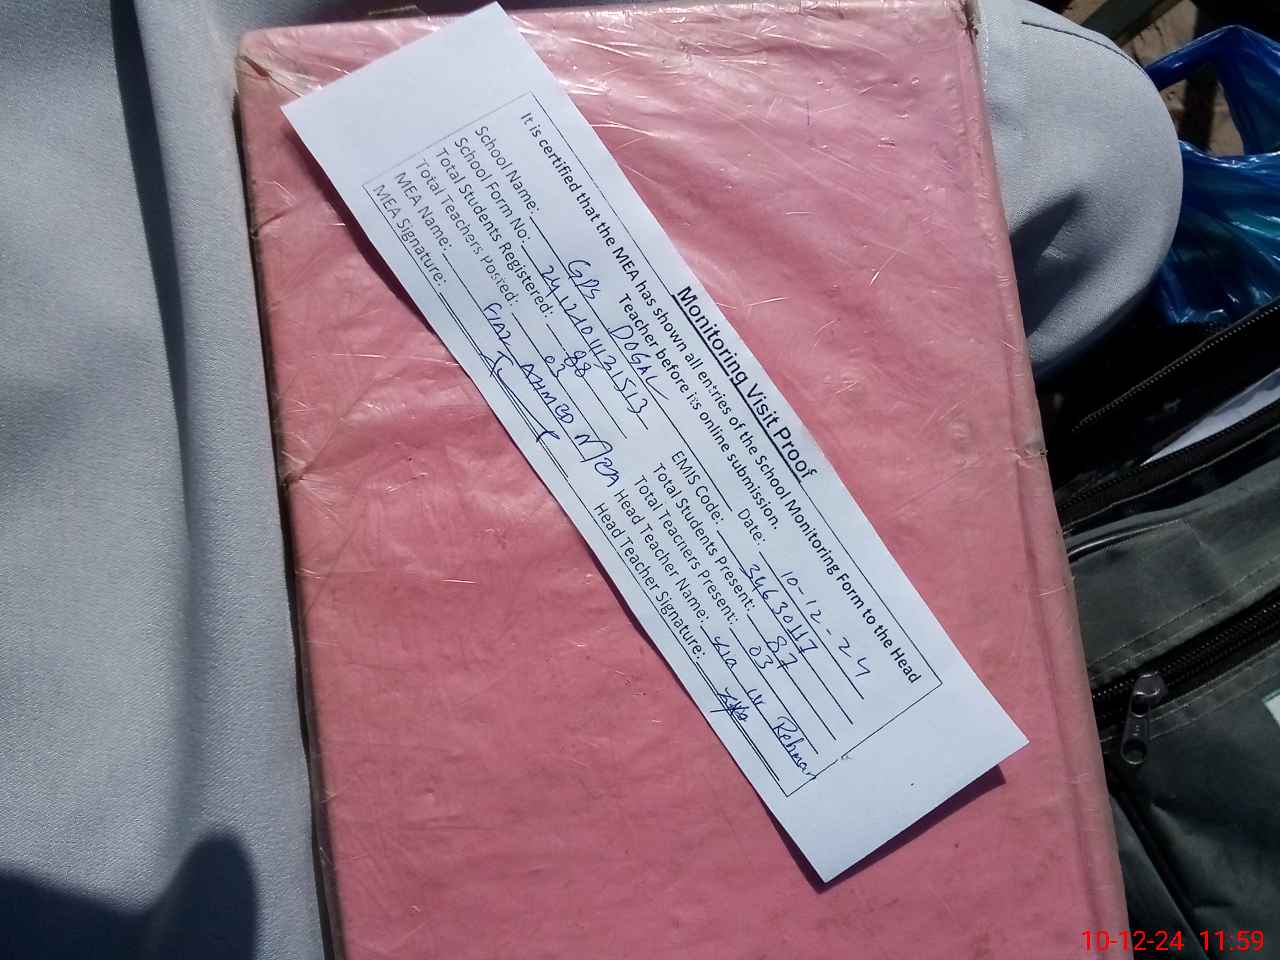 Monitoring Visit Proof
It is certified that the MEA has shown all entries of the School Monitoring Form to the Head
Teacher before its online submission.
Date: 10-12-24
School Name: GPS DOGAL EMIS Code: 34630117
School Form No: 2412104131513 Total Students Present: 87
Total Students Registered: 88 Total Teachers Present: 03
Total Teachers Posted: 03 Head Teacher Name: Zia ur Rehman
MEA Name: FIAZ AHMED MEA Head Teacher Signature:
MEA Signature:
10-12-24 11:59